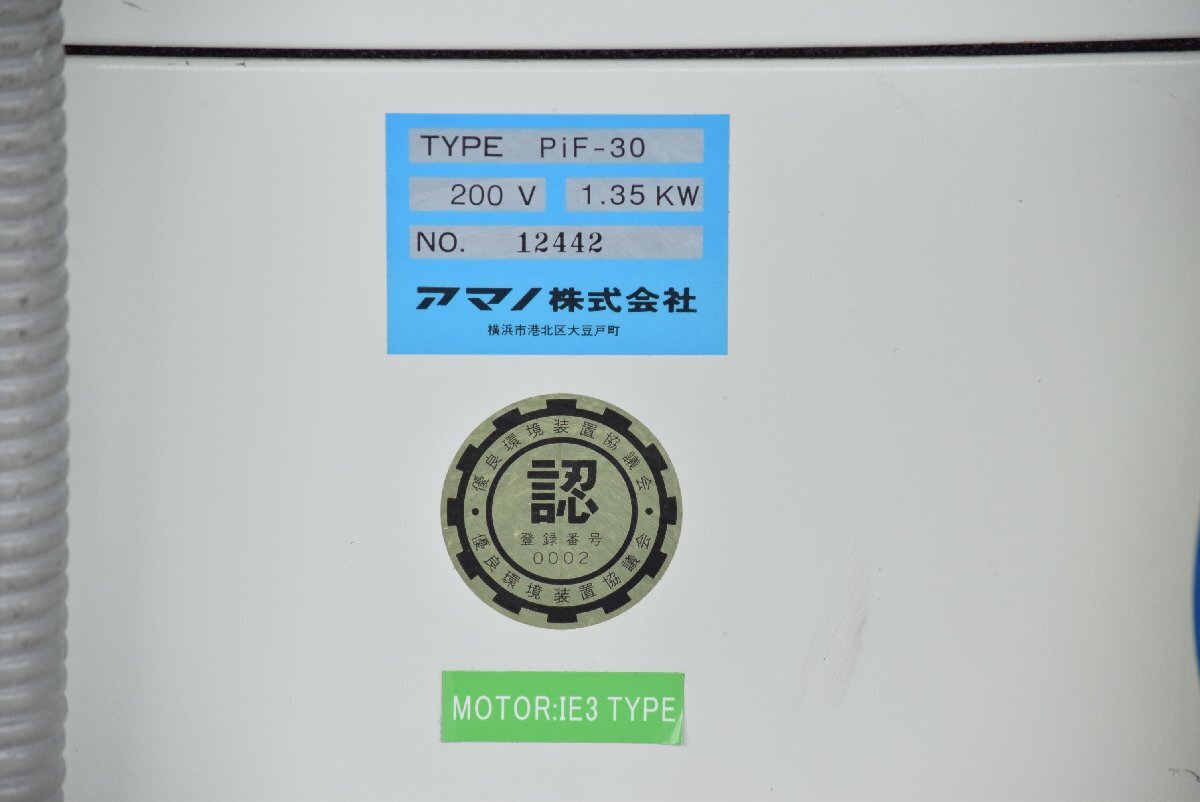 TYPE PiF-30
200 V 1.35 KW
NO. 12442
アマノ株式会社
横浜市港北区大豆戸町
・優良環境装置協議会・
認
登録番号
0002
優良環境装置協議会
MOTOR:IE3 TYPE